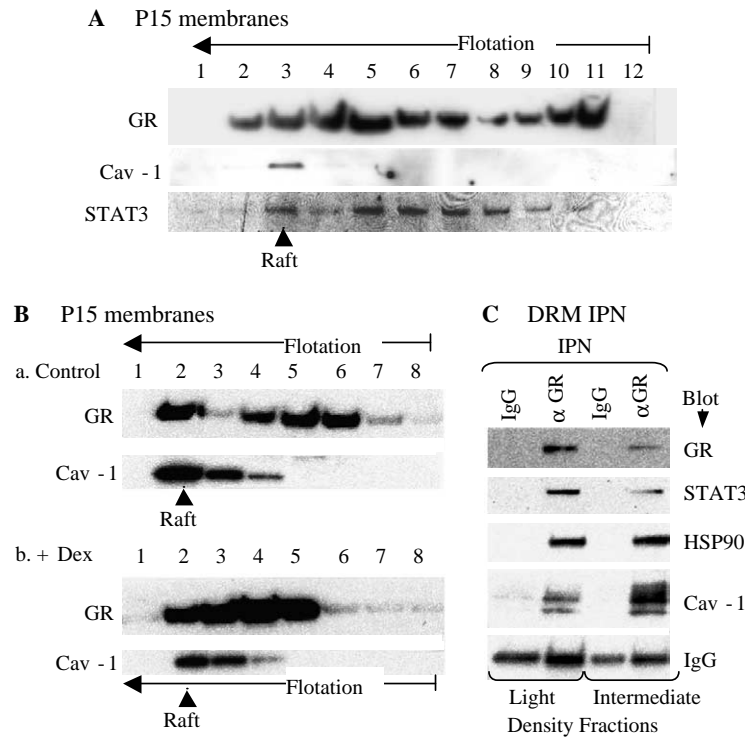 A P15 membranes
Flotation
1 2 3 4 5 6 7 8 9 10 11 12
GR
Cav - 1
STAT3
Raft
B P15 membranes
Flotation
a. Control 1 2 3 4 5 6 7 8
GR
Cav - 1
Raft
b. + Dex 1 2 3 4 5 6 7 8
GR
Cav - 1
Flotation
Raft
C DRM IPN
IPN
IgG α GR IgG αGR Blot
GR
STAT3
HSP90
Cav - 1
IgG
Light Intermediate
Density Fractions